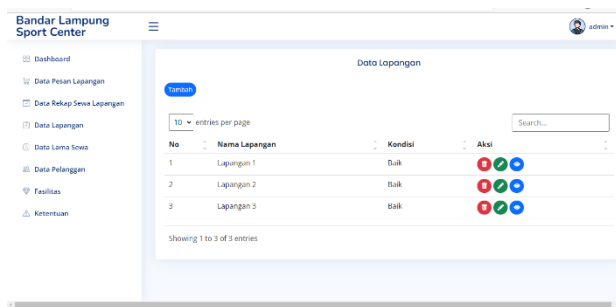 Bandar Lampung
Sport Center
admin
Dashboard
Data Pesan Lapangan
Data Rekap Sewa Lapangan
Data Lapangan
Data Lama Sewa
Data Pelanggan
Fasilitas
Ketentuan
Data Lapangan
Tambah
10 entries per page
Search...
No Nama Lapangan Kondisi Aksi
1 Lapangan 1 Baik
2 Lapangan 2 Baik
3 Lapangan 3 Baik
Showing 1 to 3 of 3 entries